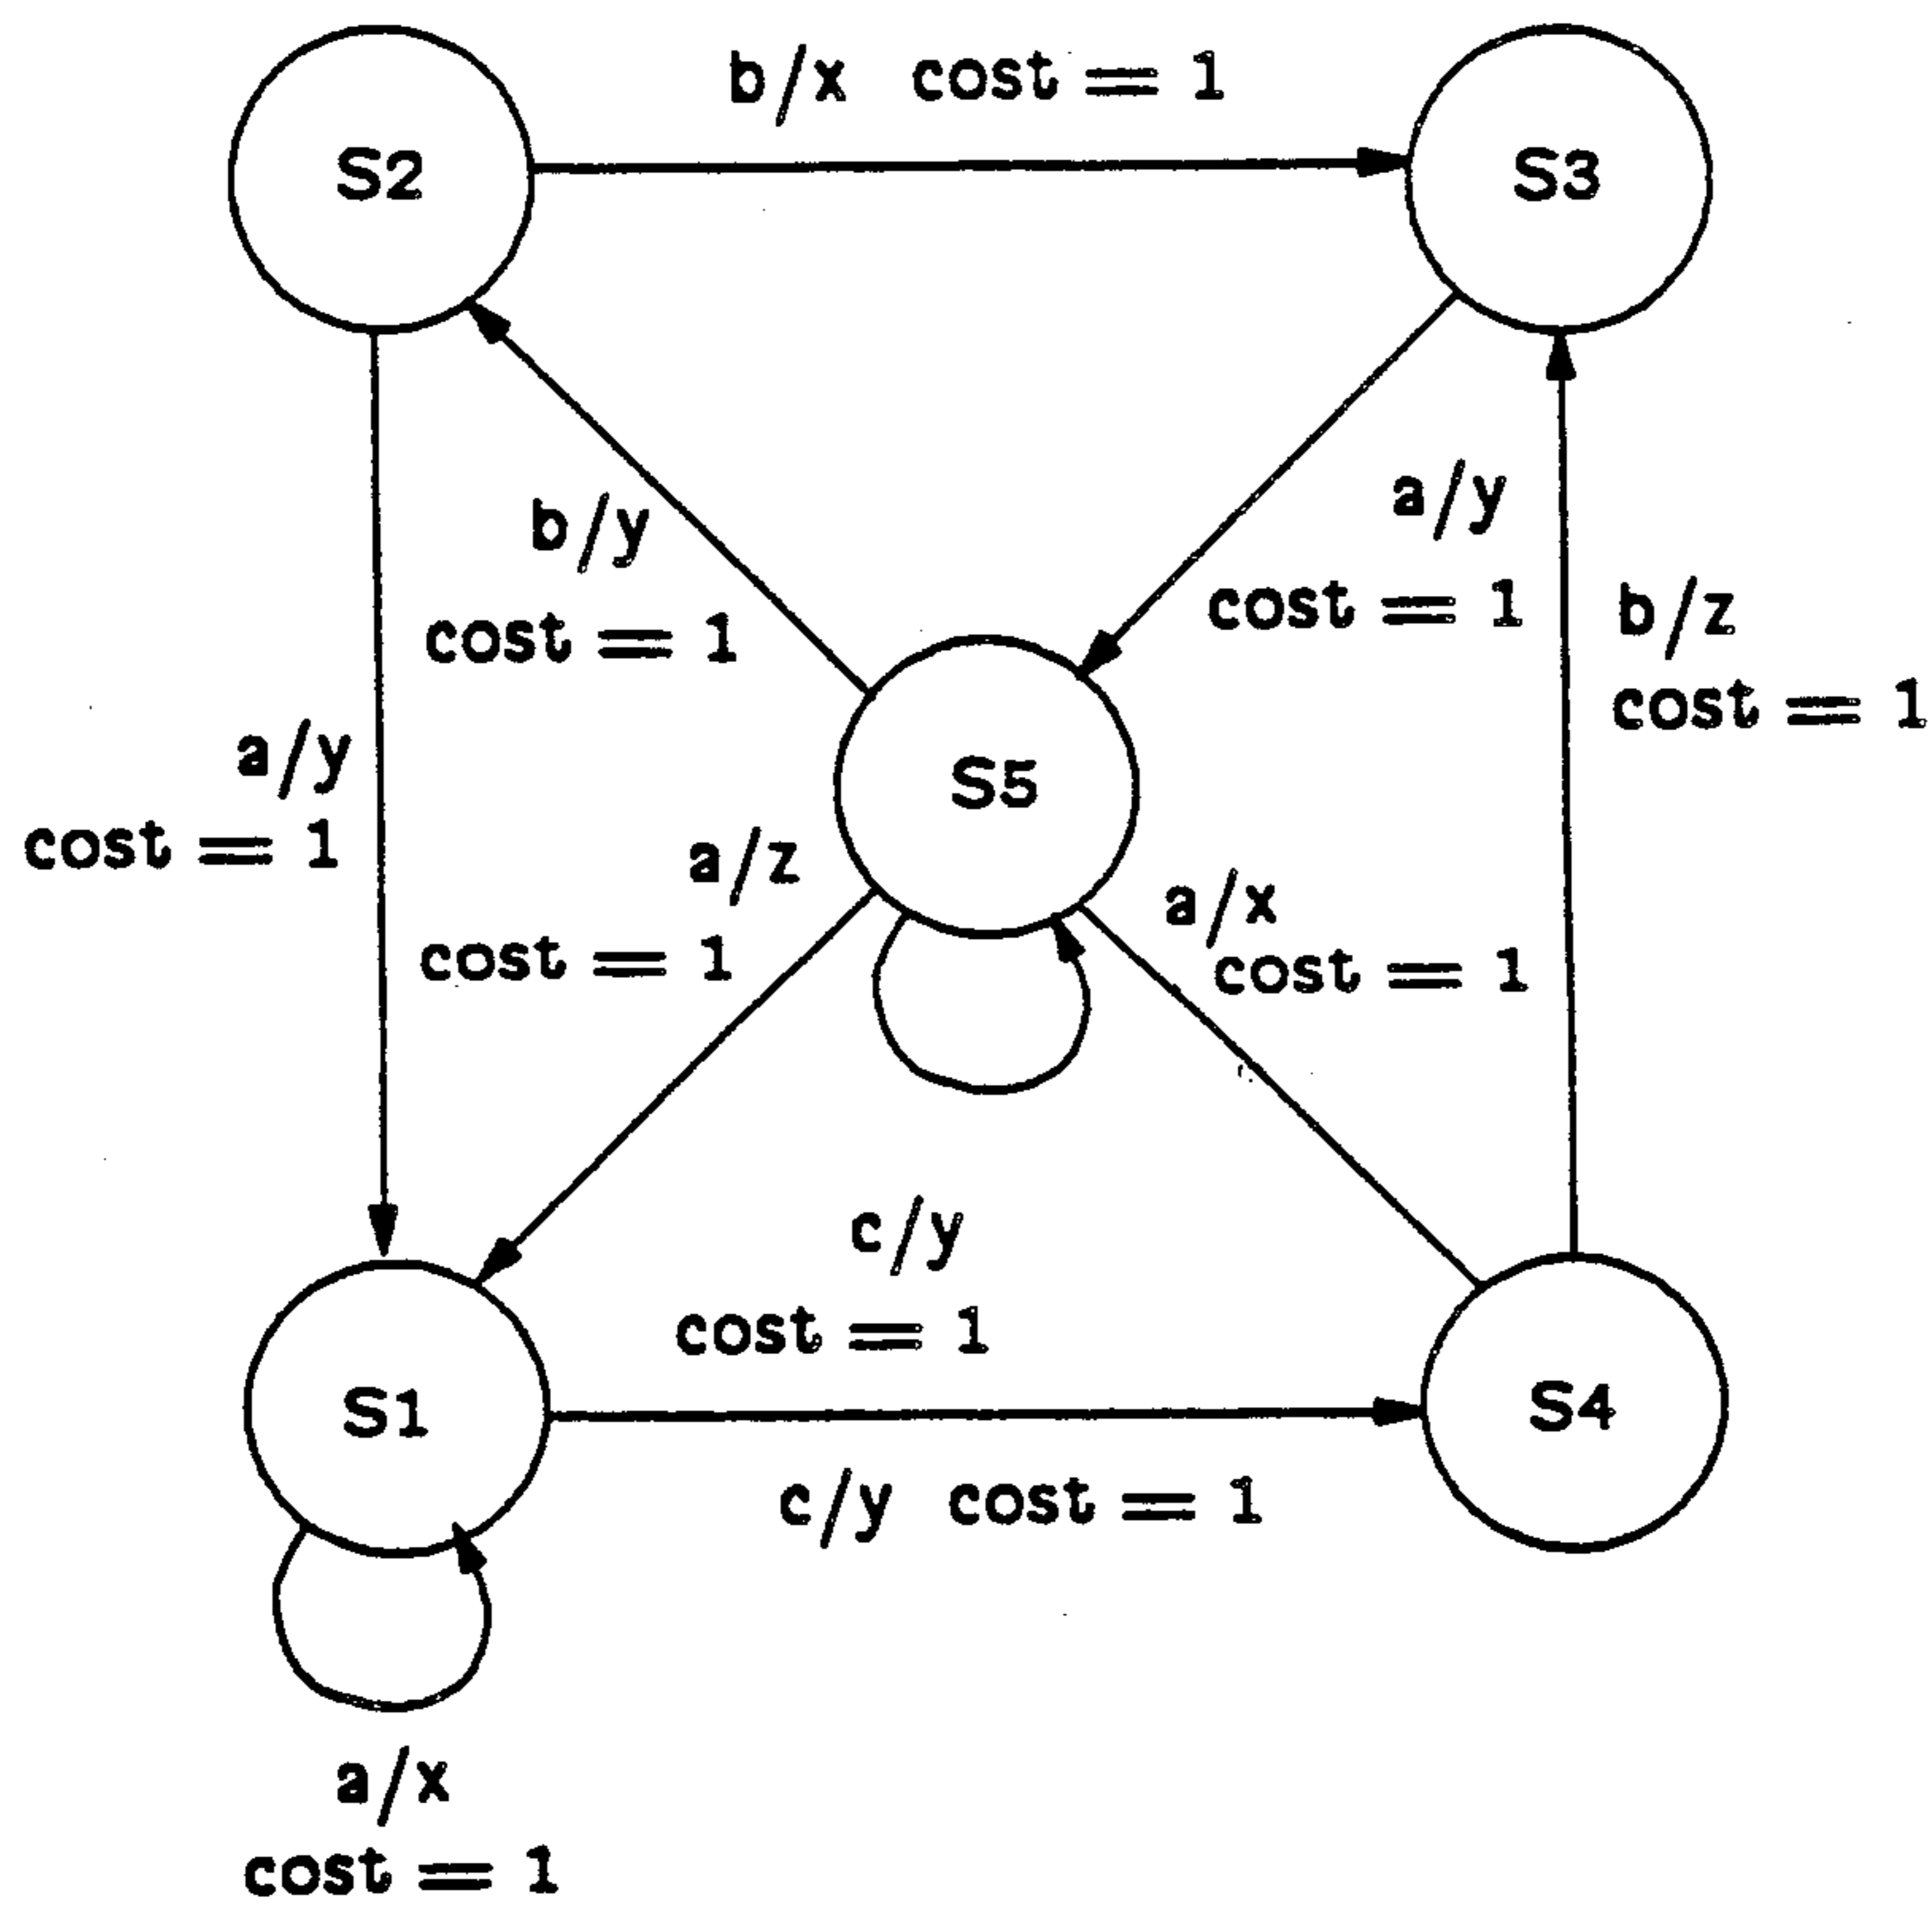 b/x cost = 1
S2
S3
b/y
cost = 1
a/y
cost = 1
b/z
cost = 1
a/y
cost = 1
S5
a/z
cost = 1
a/x
cost = 1
c/y
cost = 1
S1
S4
c/y cost = 1
a/x
cost = 1